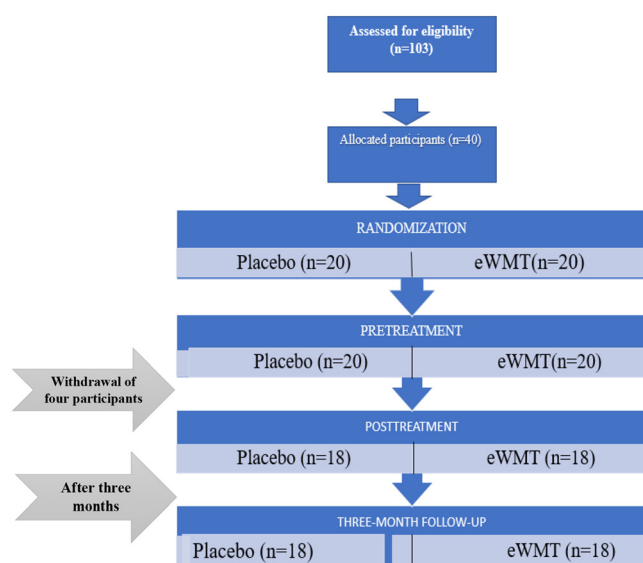 Assessed for eligibility
(n=103)
Allocated participants (n=40)
RANDOMIZATION
Placebo (n=20) eWMT(n=20)
PRETREATMENT
Placebo (n=20) eWMT(n=20)
Withdrawal of
four participants
POSTTREATMENT
Placebo (n=18) eWMT (n=18)
After three
months
THREE-MONTH FOLLOW-UP
Placebo (n=18) eWMT (n=18)